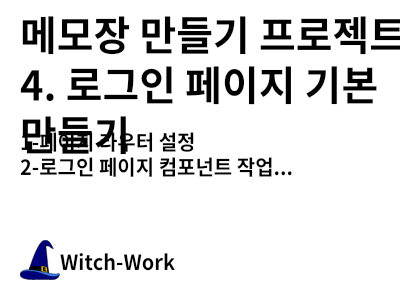 메모장 만들기 프로젝트
4. 로그인 페이지 기본
만들기
1-페이지 라우터 설정
2-로그인 페이지 컴포넌트 작업...
Witch-Work